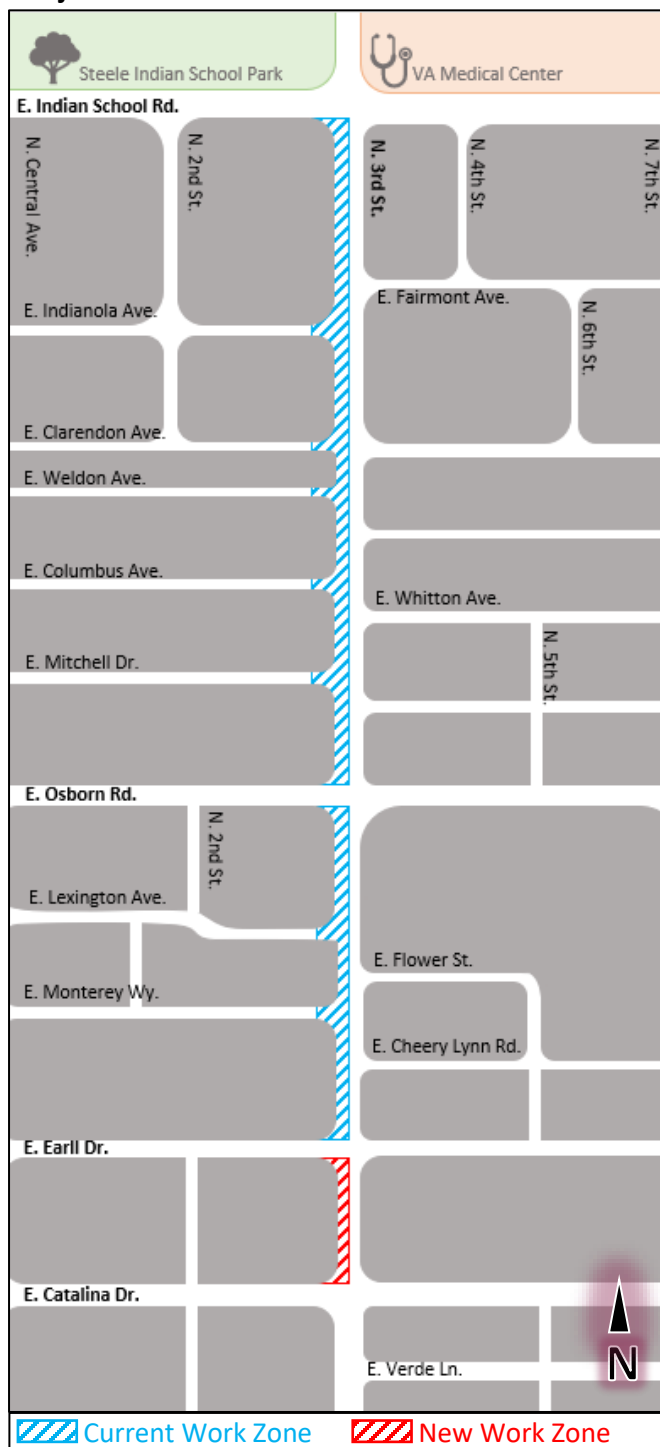 Steele Indian School Park
VA Medical Center
E. Indian School Rd.
N. Central Ave.
N. 2nd St.
N. 3rd St.
N. 4th St.
N. 7th St.
E. Indianola Ave.
E. Fairmont Ave.
N. 6th St.
E. Clarendon Ave.
E. Weldon Ave.
E. Columbus Ave.
E. Whitton Ave.
E. Mitchell Dr.
N. 5th St.
E. Osborn Rd.
N. 2nd St.
E. Lexington Ave.
E. Flower St.
E. Monterey Wy.
E. Cheery Lynn Rd.
E. Earll Dr.
E. Catalina Dr.
N
E. Verde Ln.
Current Work Zone
New Work Zone